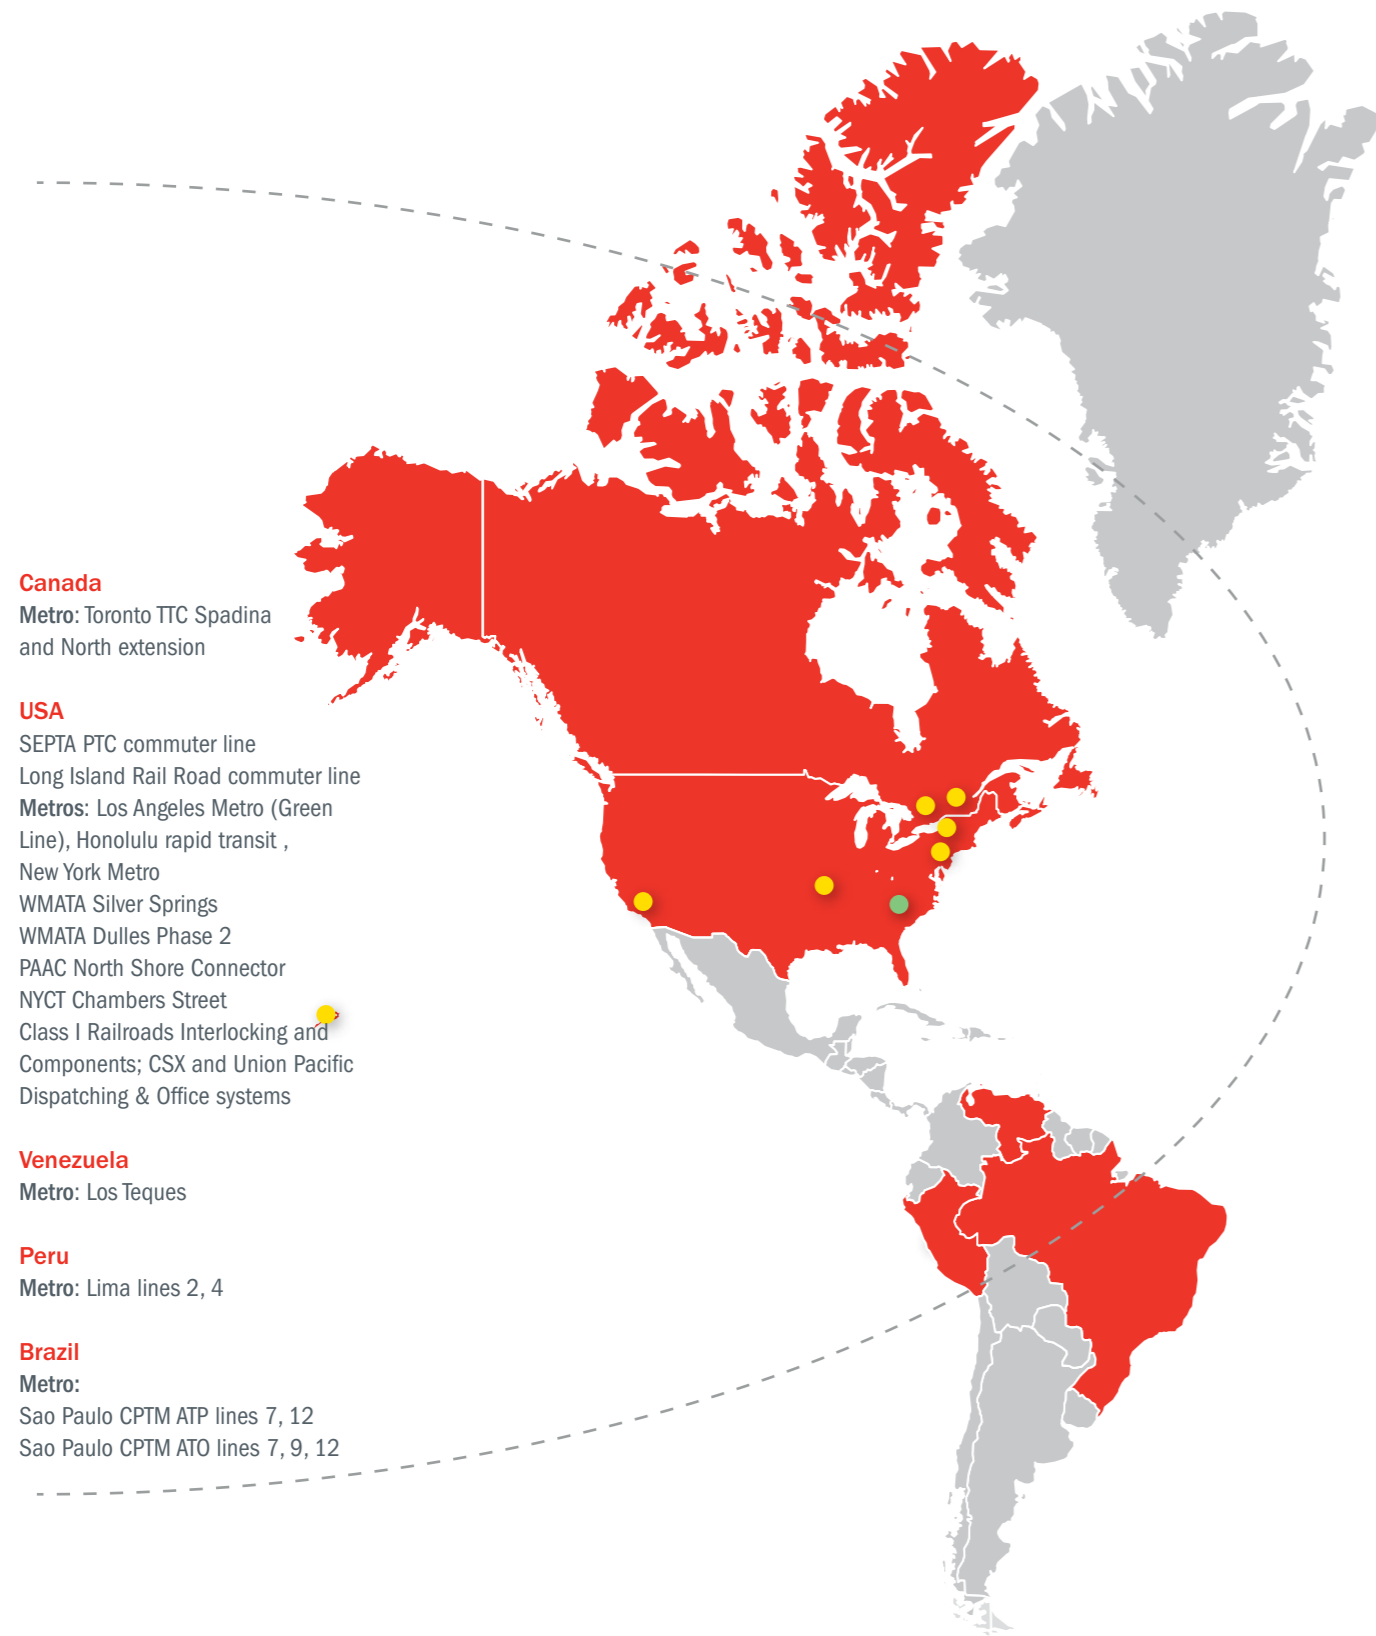 Canada
Metro: Toronto TTC Spadina
and North extension
USA
SEPTA PTC commuter line
Long Island Rail Road commuter line
Metros: Los Angeles Metro (Green
Line), Honolulu rapid transit ,
New York Metro
WMATA Silver Springs
WMATA Dulles Phase 2
PAAC North Shore Connector
NYCT Chambers Street
Class I Railroads Interlocking and
Components; CSX and Union Pacific
Dispatching & Office systems
Venezuela
Metro: Los Teques
Peru
Metro: Lima lines 2, 4
Brazil
Metro:
Sao Paulo CPTM ATP lines 7, 12
Sao Paulo CPTM ATO lines 7, 9, 12